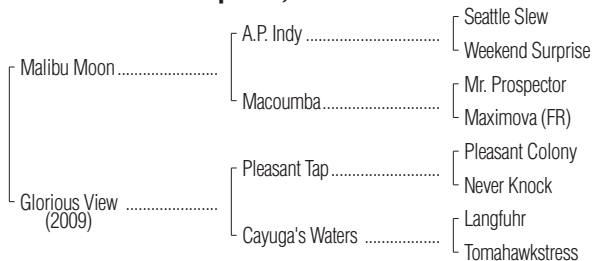 Seattle Slew
A.P. Indy
Weekend Surprise
Malibu Moon
Mr. Prospector
Macoumba
Maximova (FR)
Pleasant Colony
Pleasant Tap
Never Knock
Glorious View
(2009)
Langfuhr
Cayuga's Waters
Tomahawkstress